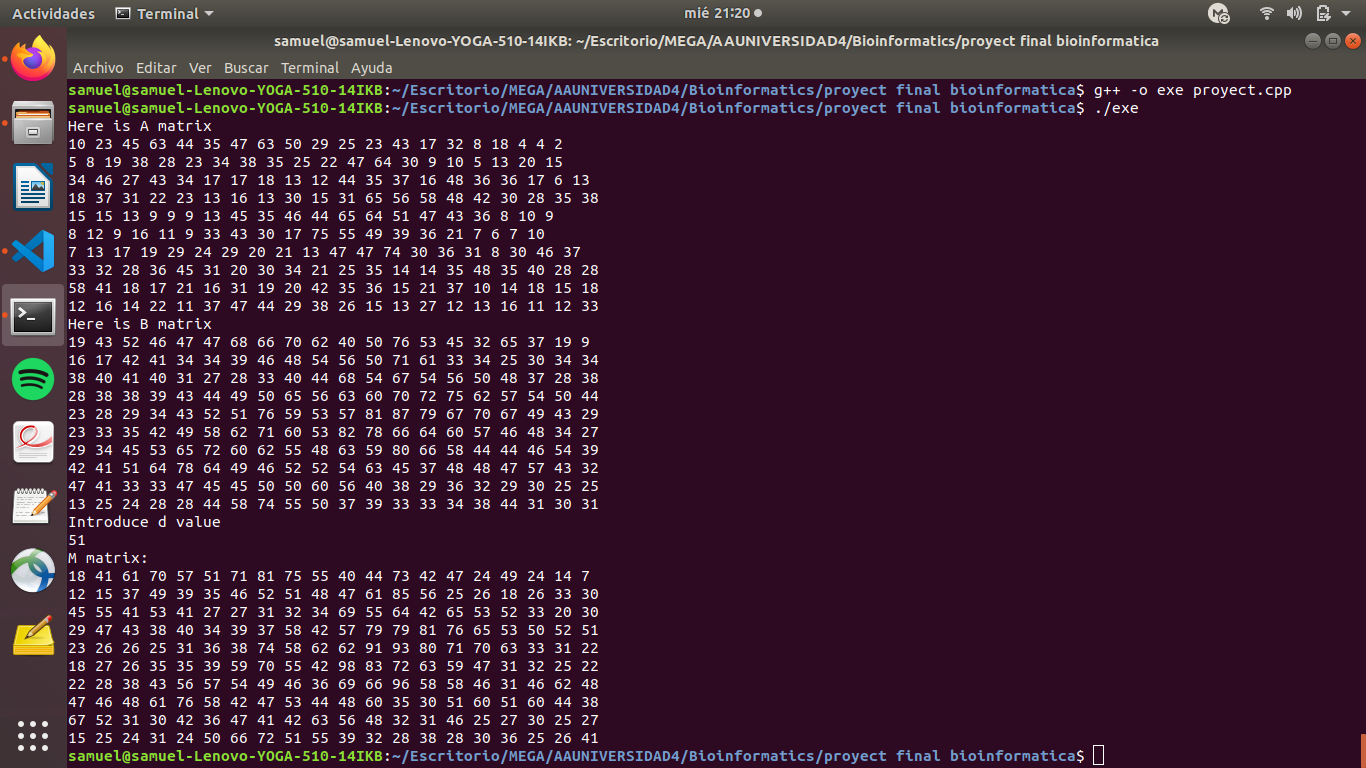 Actividades Terminal mié 21:20
samuel@samuel-Lenovo-YOGA-510-14IKB: ~/Escritorio/MEGA/AAUNIVERSIDAD4/Bioinformatics/proyect final bioinformatica
Archivo Editar Ver Buscar Terminal Ayuda
samuel@samuel-Lenovo-YOGA-510-14IKB:~/Escritorio/MEGA/AAUNIVERSIDAD4/Bioinformatics/proyect final bioinformatica$ g++ -o exe proyect.cpp
samuel@samuel-Lenovo-YOGA-510-14IKB:~/Escritorio/MEGA/AAUNIVERSIDAD4/Bioinformatics/proyect final bioinformatica$ ./exe
Here is A matrix
10 23 45 63 44 35 47 63 50 29 25 23 43 17 32 8 18 4 4 2
5 8 19 38 28 23 34 38 35 25 22 47 64 30 9 10 5 13 20 15
34 46 27 43 34 17 17 18 13 12 44 35 37 16 48 36 36 17 6 13
18 37 31 22 23 13 16 13 30 15 31 65 56 58 48 42 30 28 35 38
15 15 13 9 9 9 13 45 35 46 44 65 64 51 47 43 36 8 10 9
8 12 9 16 11 9 33 43 30 17 75 55 49 39 36 21 7 6 7 10
7 13 17 19 29 24 29 20 21 13 47 47 74 30 36 31 8 30 46 37
33 32 28 36 45 31 20 30 34 21 25 35 14 14 35 48 35 40 28 28
58 41 18 17 21 16 31 19 20 42 35 36 15 21 37 10 14 18 15 18
12 16 14 22 11 37 47 44 29 38 26 15 13 27 12 13 16 11 12 33
Here is B matrix
19 43 52 46 47 47 68 66 70 62 40 50 76 53 45 32 65 37 19 9
16 17 42 41 34 34 39 46 48 54 56 50 71 61 33 34 25 30 34 34
38 40 41 40 31 27 28 33 40 44 68 54 67 54 56 50 48 37 28 38
28 38 38 39 43 44 49 50 65 56 63 60 70 72 75 62 57 54 50 44
23 28 29 34 43 52 51 76 59 53 57 81 87 79 67 70 67 49 43 29
23 33 35 42 49 58 62 71 60 53 82 78 66 64 60 57 46 48 34 27
29 34 45 53 65 72 60 62 55 48 63 59 80 66 58 44 44 46 54 39
42 41 51 64 78 64 49 46 52 52 54 63 45 37 48 48 47 57 43 32
47 41 33 33 47 45 45 50 50 60 56 40 38 29 36 32 29 30 25 25
13 25 24 28 28 44 58 74 55 50 37 39 33 33 34 38 44 31 30 31
Introduce d value
51
M matrix:
18 41 61 70 57 51 71 81 75 55 40 44 73 42 47 24 49 24 14 7
12 15 37 49 39 35 46 52 51 48 47 61 85 56 25 26 18 26 33 30
45 55 41 53 41 27 27 31 32 34 69 55 64 42 65 53 52 33 20 30
29 47 43 38 40 34 39 37 58 42 57 79 79 81 76 65 53 50 52 51
23 26 26 25 31 36 38 74 58 62 62 91 93 80 71 70 63 33 31 22
18 27 26 35 35 39 59 70 55 42 98 83 72 63 59 47 31 32 25 22
22 28 38 43 56 57 54 49 46 36 69 66 96 58 58 46 31 46 62 48
47 46 48 61 76 58 42 47 53 44 48 60 35 30 51 60 51 60 44 38
67 52 31 30 42 36 47 41 42 63 56 48 32 31 46 25 27 30 25 27
15 25 24 31 24 50 66 72 51 55 39 32 28 38 28 30 36 25 26 41
samuel@samuel-Lenovo-YOGA-510-14IKB:~/Escritorio/MEGA/AAUNIVERSIDAD4/Bioinformatics/proyect final bioinformatica$